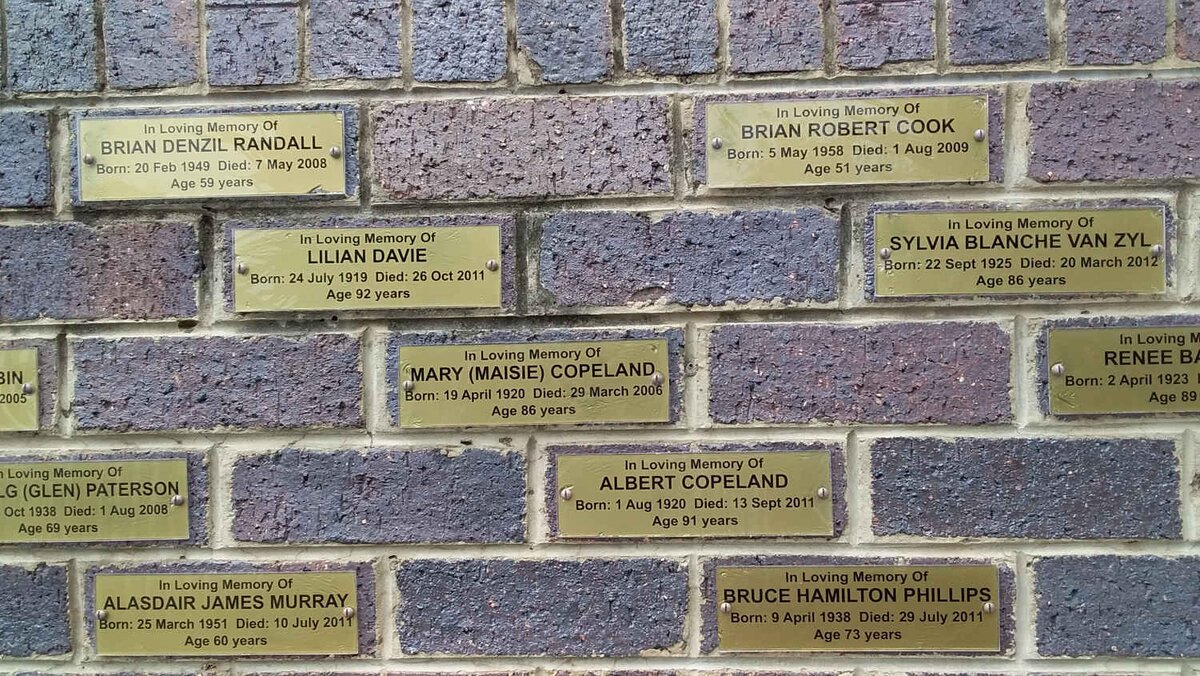 In Loving Memory Of
BRIAN DENZIL RANDALL
Born: 20 Feb 1949 Died: 7 May 2008
Age 59 years
In Loving Memory Of
BRIAN ROBERT COOK
Born: 5 May 1958 Died: 1 Aug 2009
Age 51 years
In Loving Memory Of
LILIAN DAVIE
Born: 24 July 1919 Died: 26 Oct 2011
Age 92 years
In Loving Memory Of
SYLVIA BLANCHE VAN ZYL
Born: 22 Sept 1925 Died: 20 March 2012
Age 86 years
BIN
2005
In Loving Memory Of
MARY (MAISIE) COPELAND
Born: 19 April 1920 Died: 29 March 2006
Age 86 years
In Loving M
RENEE BA
Born: 2 April 1923
Age 89
In Loving Memory Of
LG (GLEN) PATERSON
Oct 1938 Died: 1 Aug 2008
Age 69 years
In Loving Memory Of
ALBERT COPELAND
Born: 1 Aug 1920 Died: 13 Sept 2011
Age 91 years
In Loving Memory Of
ALASDAIR JAMES MURRAY
Born: 25 March 1951 Died: 10 July 2011
Age 60 years
In Loving Memory Of
BRUCE HAMILTON PHILLIPS
Born: 9 April 1938 Died: 29 July 2011
Age 73 years